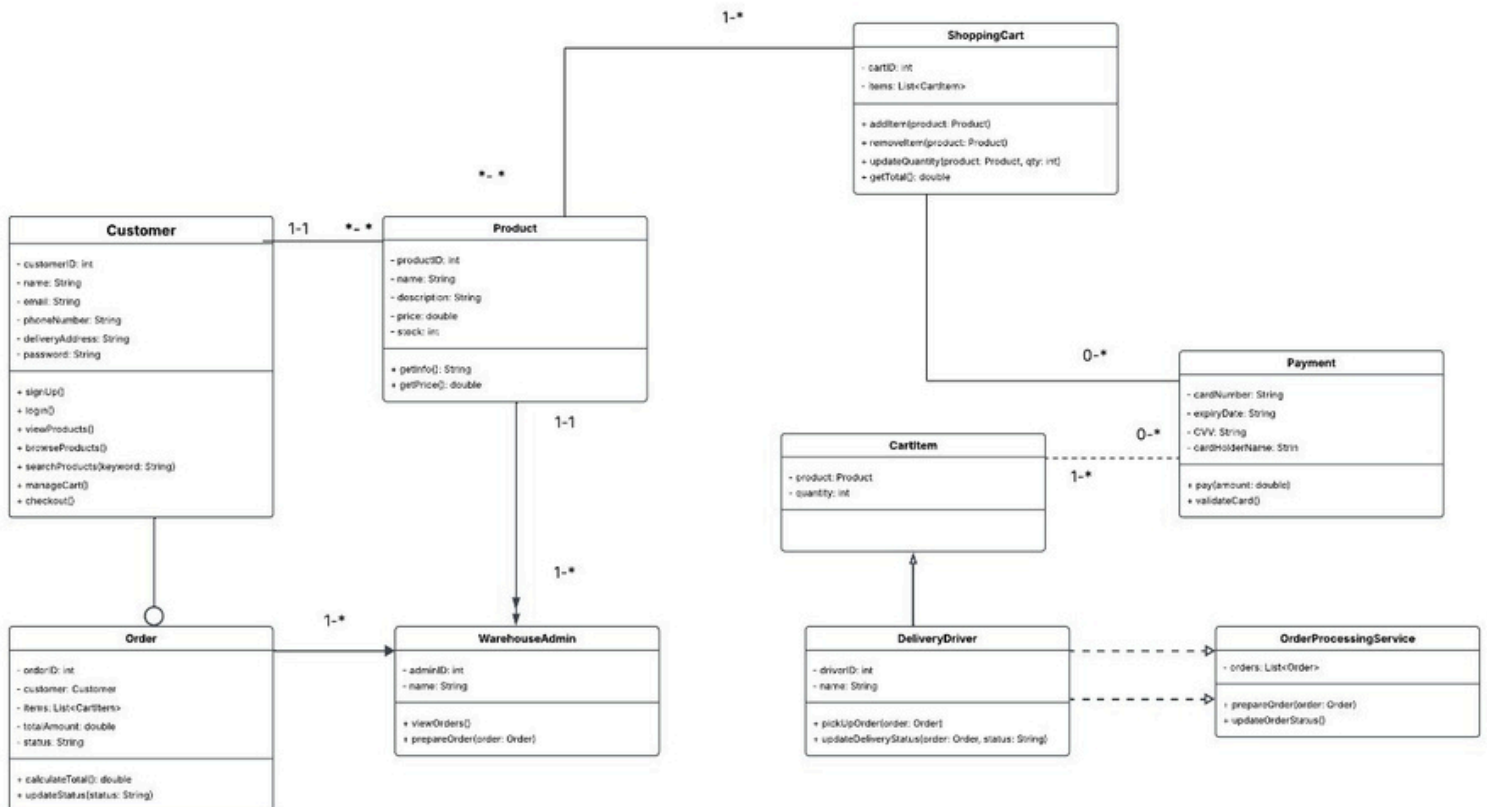 1-*
ShoppingCart
- cartID: int
- items: List<CartItem>
+ addItem(product: Product)
+ removeItem(product: Product)
+ updateQuantity(product: Product, qty: int)
+ getTotal(): double
*- *
Customer
- customerID: int
- name: String
- email: String
- phoneNumber: String
- deliveryAddress: String
- password: String
+ signUp()
+ login()
+ viewProducts()
+ browseProducts()
+ searchProducts(keyword: String)
+ manageCart()
+ checkout()
1-1
*- *
Product
- productID: int
- name: String
- description: String
- price: double
- stock: int
+ getInfo(): String
+ getPrice(): double
1-1
1-*
0-*
Payment
- cardNumber: String
- expiryDate: String
- CVV: String
- cardHolderName: Strin
+ pay(amount: double)
+ validateCard()
0-*
1-*
CartItem
- product: Product
- quantity: int
Order
- orderID: int
- customer: Customer
- items: List<CartItem>
- totalAmount: double
- status: String
+ calculateTotal(): double
+ updateStatus(status: String)
1-*
WarehouseAdmin
- adminID: int
- name: String
+ viewOrders()
+ prepareOrder(order: Order)
DeliveryDriver
- driverID: int
- name: String
+ pickUpOrder(order: Order)
+ updateDeliveryStatus(order: Order, status: String)
OrderProcessingService
- orders: List<Order>
+ prepareOrder(order: Order)
+ updateOrderStatus()